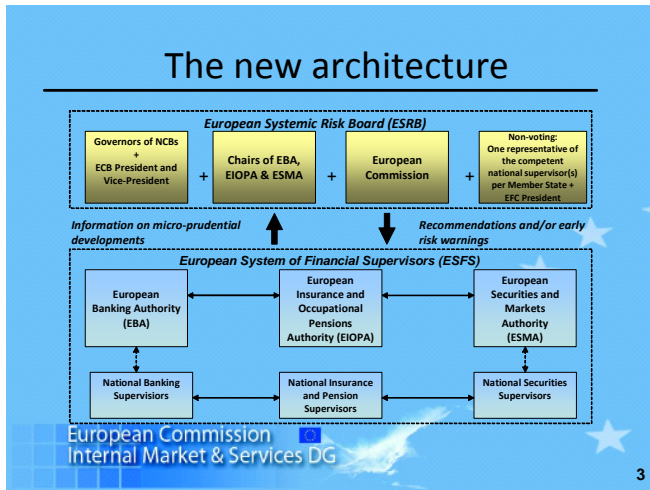 The new architecture
European Systemic Risk Board (ESRB)
Governors of NCBs
+
ECB President and
Vice-President
+
Chairs of EBA,
EIOPA & ESMA
+
European
Commission
+
Non-voting:
One representative of
the competent
national supervisor(s)
per Member State +
EFC President
Information on micro-prudential
developments
Recommendations and/or early
risk warnings
European System of Financial Supervisors (ESFS)
European
Banking Authority
(EBA)
European
Insurance and
Occupational
Pensions
Authority (EIOPA)
European
Securities and
Markets
Authority
(ESMA)
National Banking
Supervisors
National Insurance
and Pension
Supervisors
National Securities
Supervisors
European Commission
Internal Market & Services DG
3